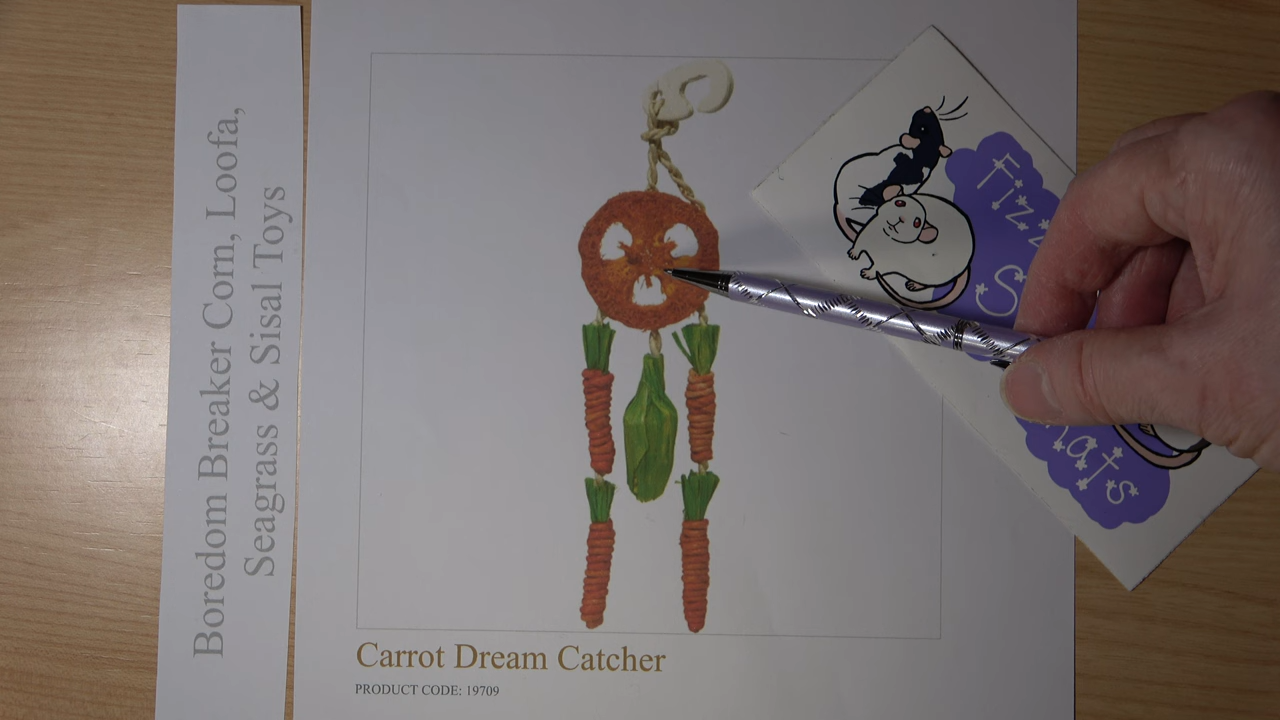 Boredom Breaker Corn, Loofa,
Seagrass & Sisal Toys
Carrot Dream Catcher
PRODUCT CODE: 19709